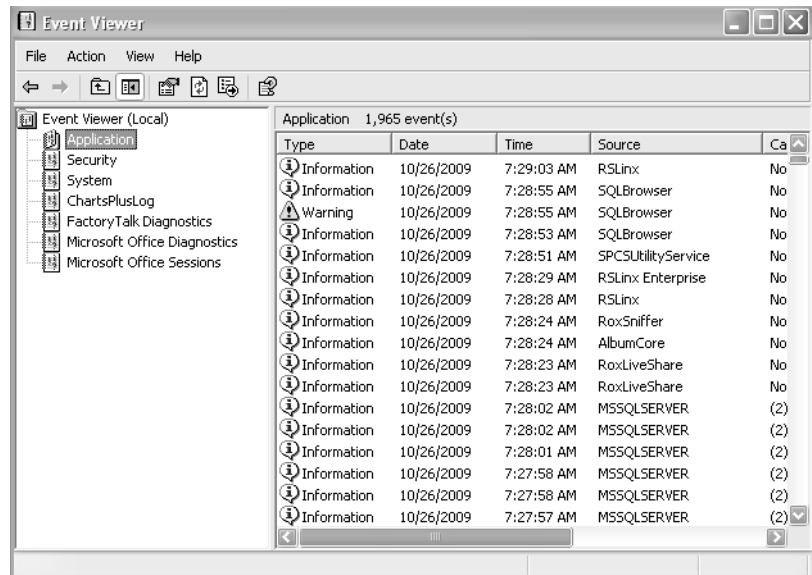 Event Viewer
File Action View Help
Event Viewer (Local)
Application
Security
System
ChartsPlusLog
FactoryTalk Diagnostics
Microsoft Office Diagnostics
Microsoft Office Sessions
Application 1,965 event(s)
Type Date Time Source Ca
Information 10/26/2009 7:29:03 AM RSLinx No
Information 10/26/2009 7:28:55 AM SQLBrowser No
Warning 10/26/2009 7:28:55 AM SQLBrowser No
Information 10/26/2009 7:28:53 AM SQLBrowser No
Information 10/26/2009 7:28:51 AM SPCSUtilityService No
Information 10/26/2009 7:28:29 AM RSLinx Enterprise No
Information 10/26/2009 7:28:28 AM RSLinx No
Information 10/26/2009 7:28:24 AM RoxSniffer No
Information 10/26/2009 7:28:24 AM AlbumCore No
Information 10/26/2009 7:28:23 AM RoxLiveShare No
Information 10/26/2009 7:28:23 AM RoxLiveShare No
Information 10/26/2009 7:28:02 AM MSSQLSERVER (2)
Information 10/26/2009 7:28:02 AM MSSQLSERVER (2)
Information 10/26/2009 7:28:01 AM MSSQLSERVER (2)
Information 10/26/2009 7:27:58 AM MSSQLSERVER (2)
Information 10/26/2009 7:27:58 AM MSSQLSERVER (2)
Information 10/26/2009 7:27:57 AM MSSQLSERVER (2)